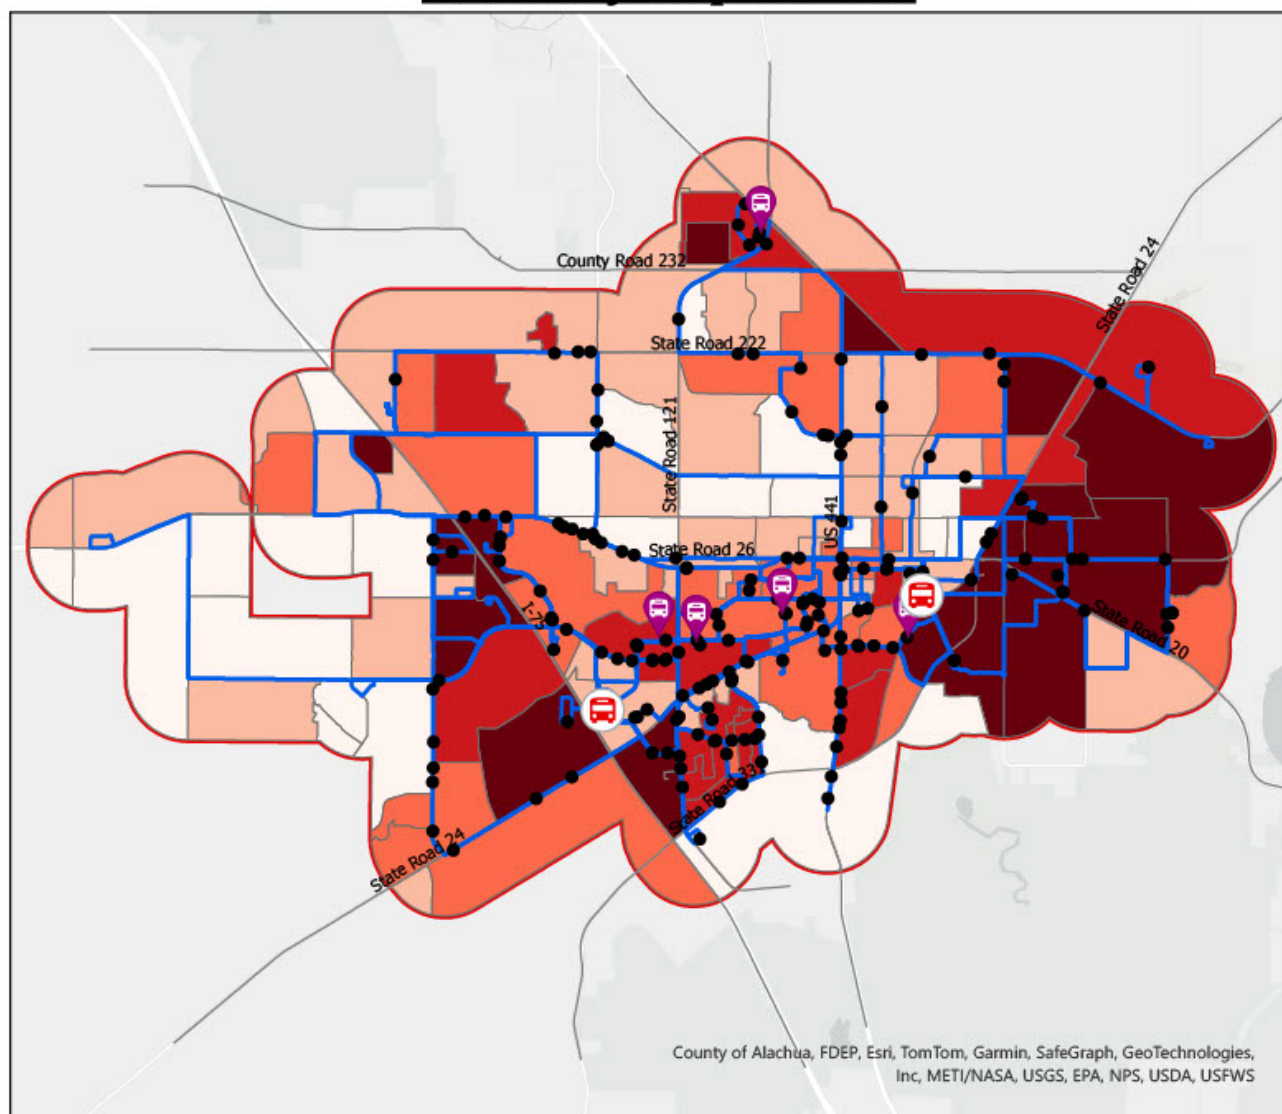 County Road 232
State Road 24
State Road 222
State Road 121
US 441
State Road 26
I-75
State Road 20
State Road 24
County of Alachua, FDEP, Esri, TomTom, Garmin, SafeGraph, GeoTechnologies,
Inc, METI/NASA, USGS, EPA, NPS, USDA, USFWS